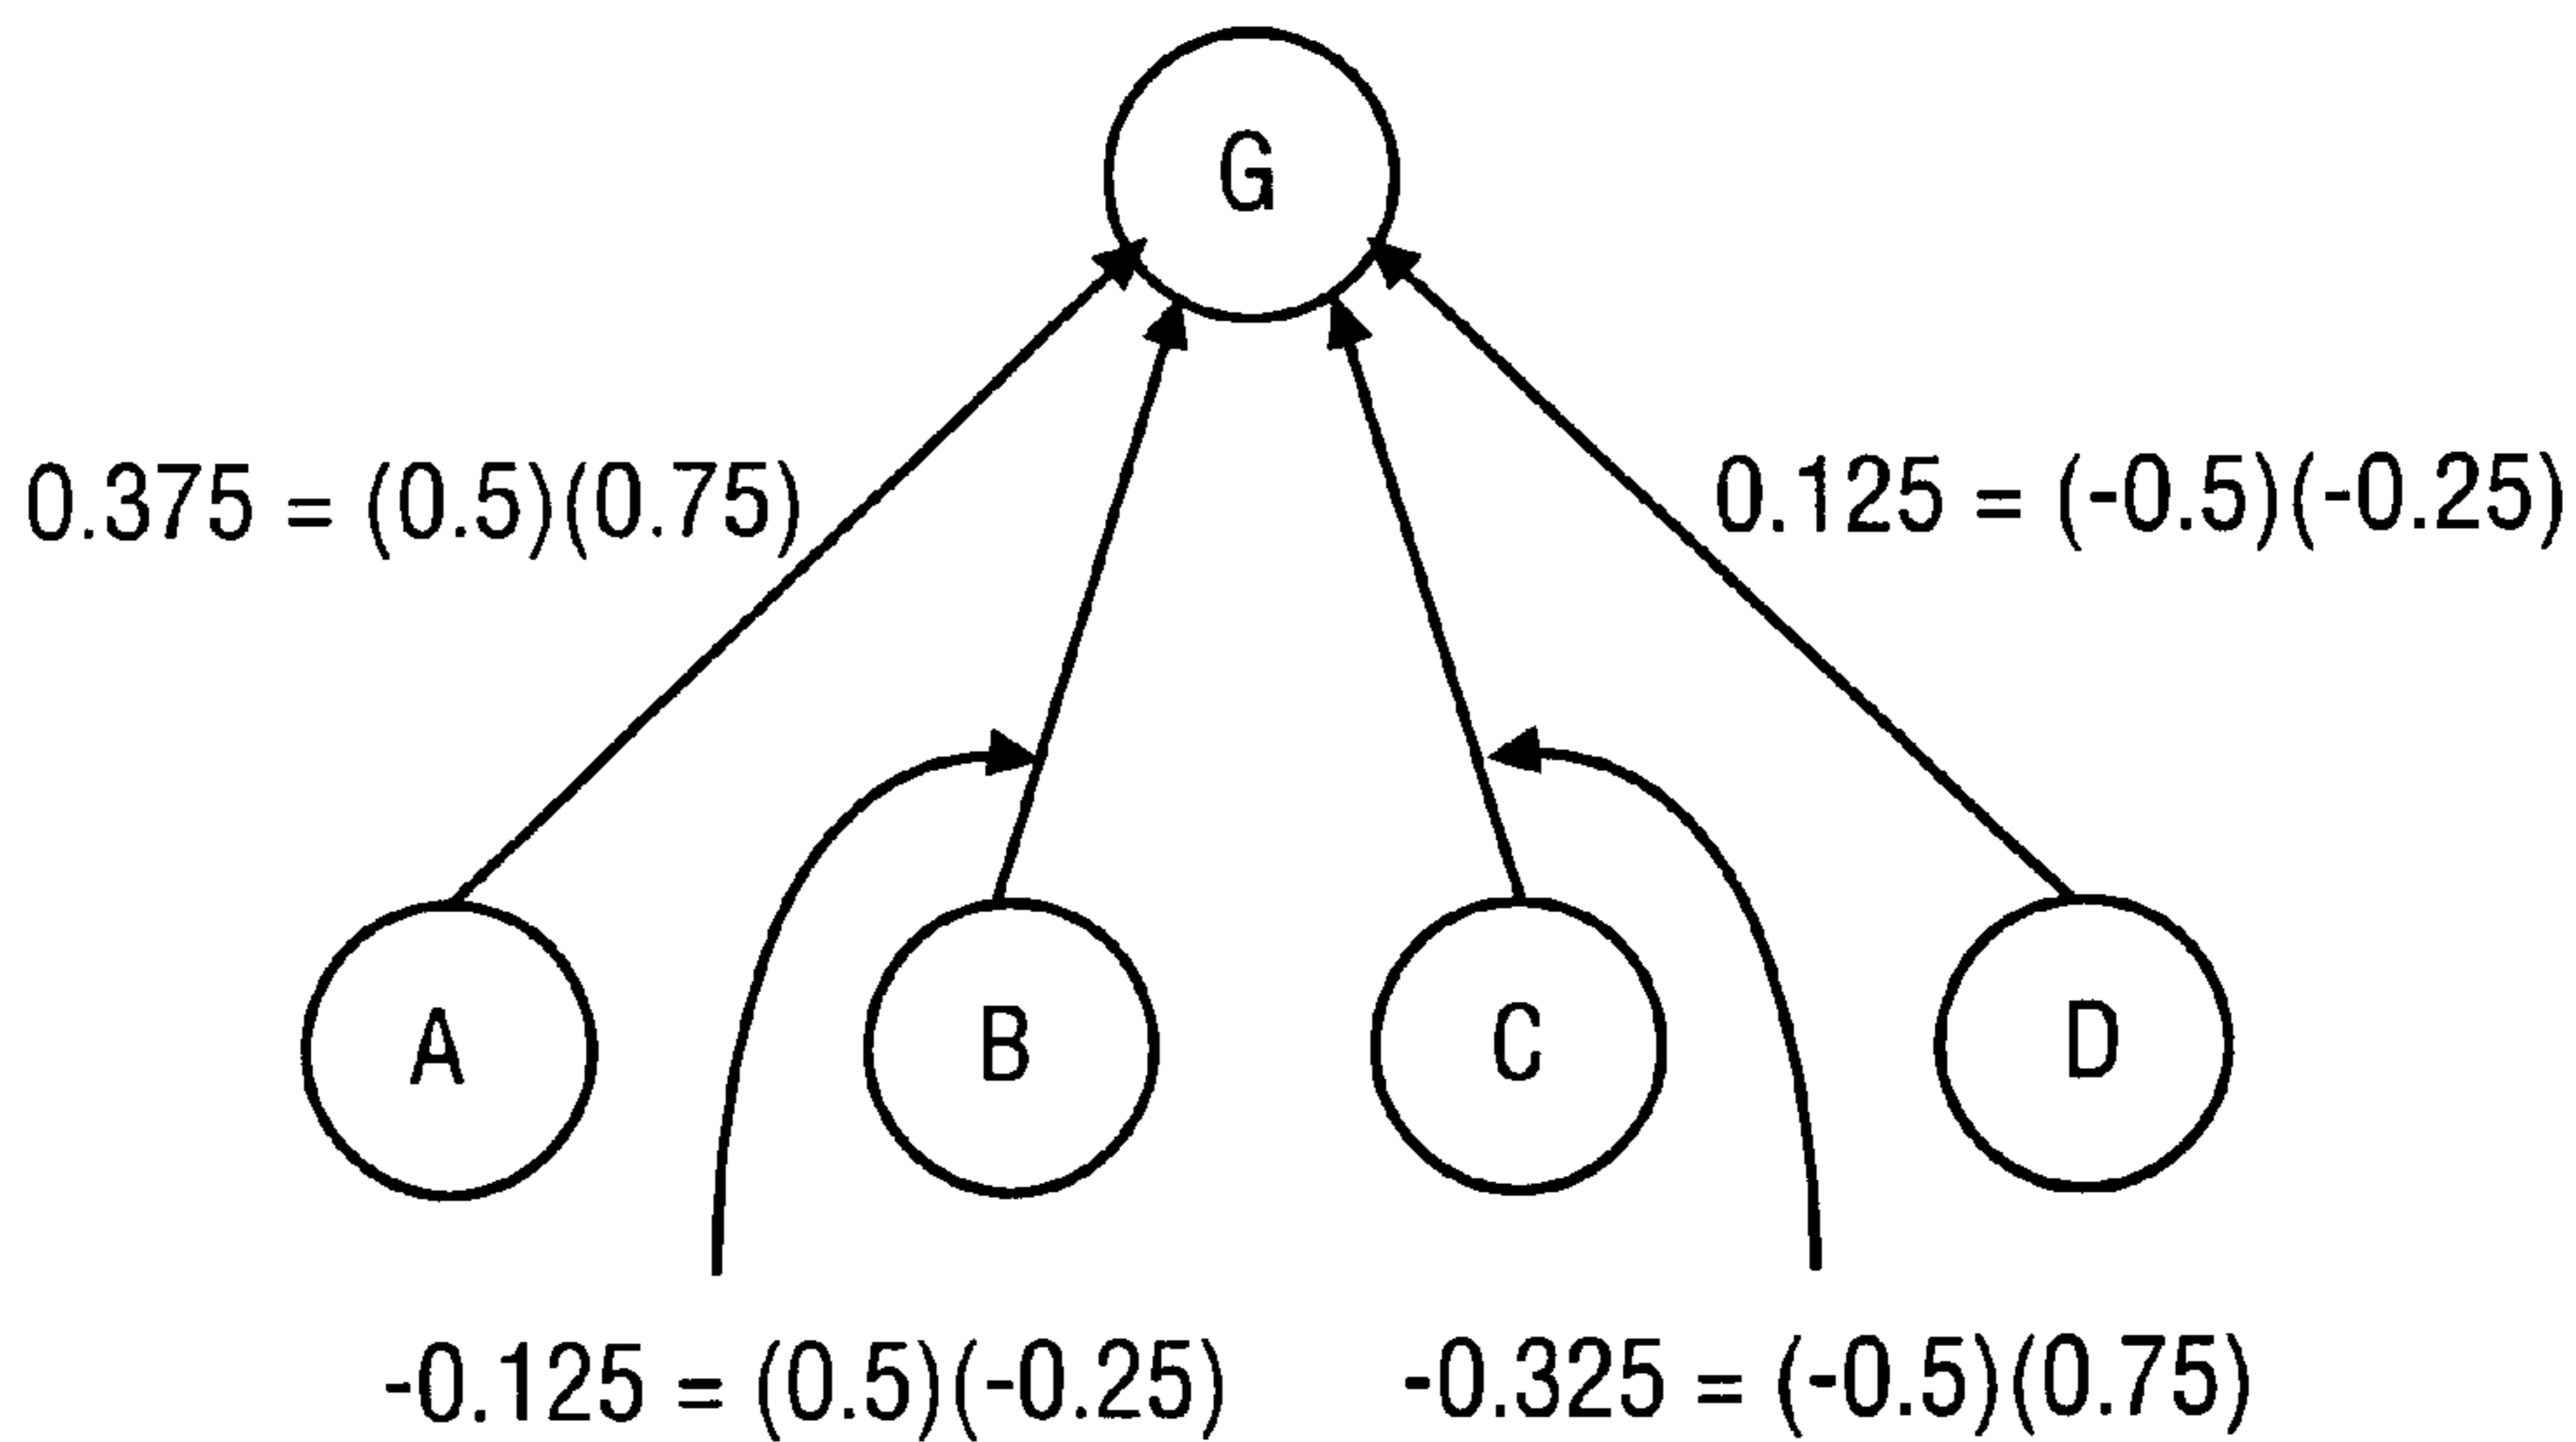 G
0.375 = (0.5)(0.75)
0.125 = (-0.5)(-0.25)
A
B
C
D
-0.125 = (0.5)(-0.25)
-0.325 = (-0.5)(0.75)